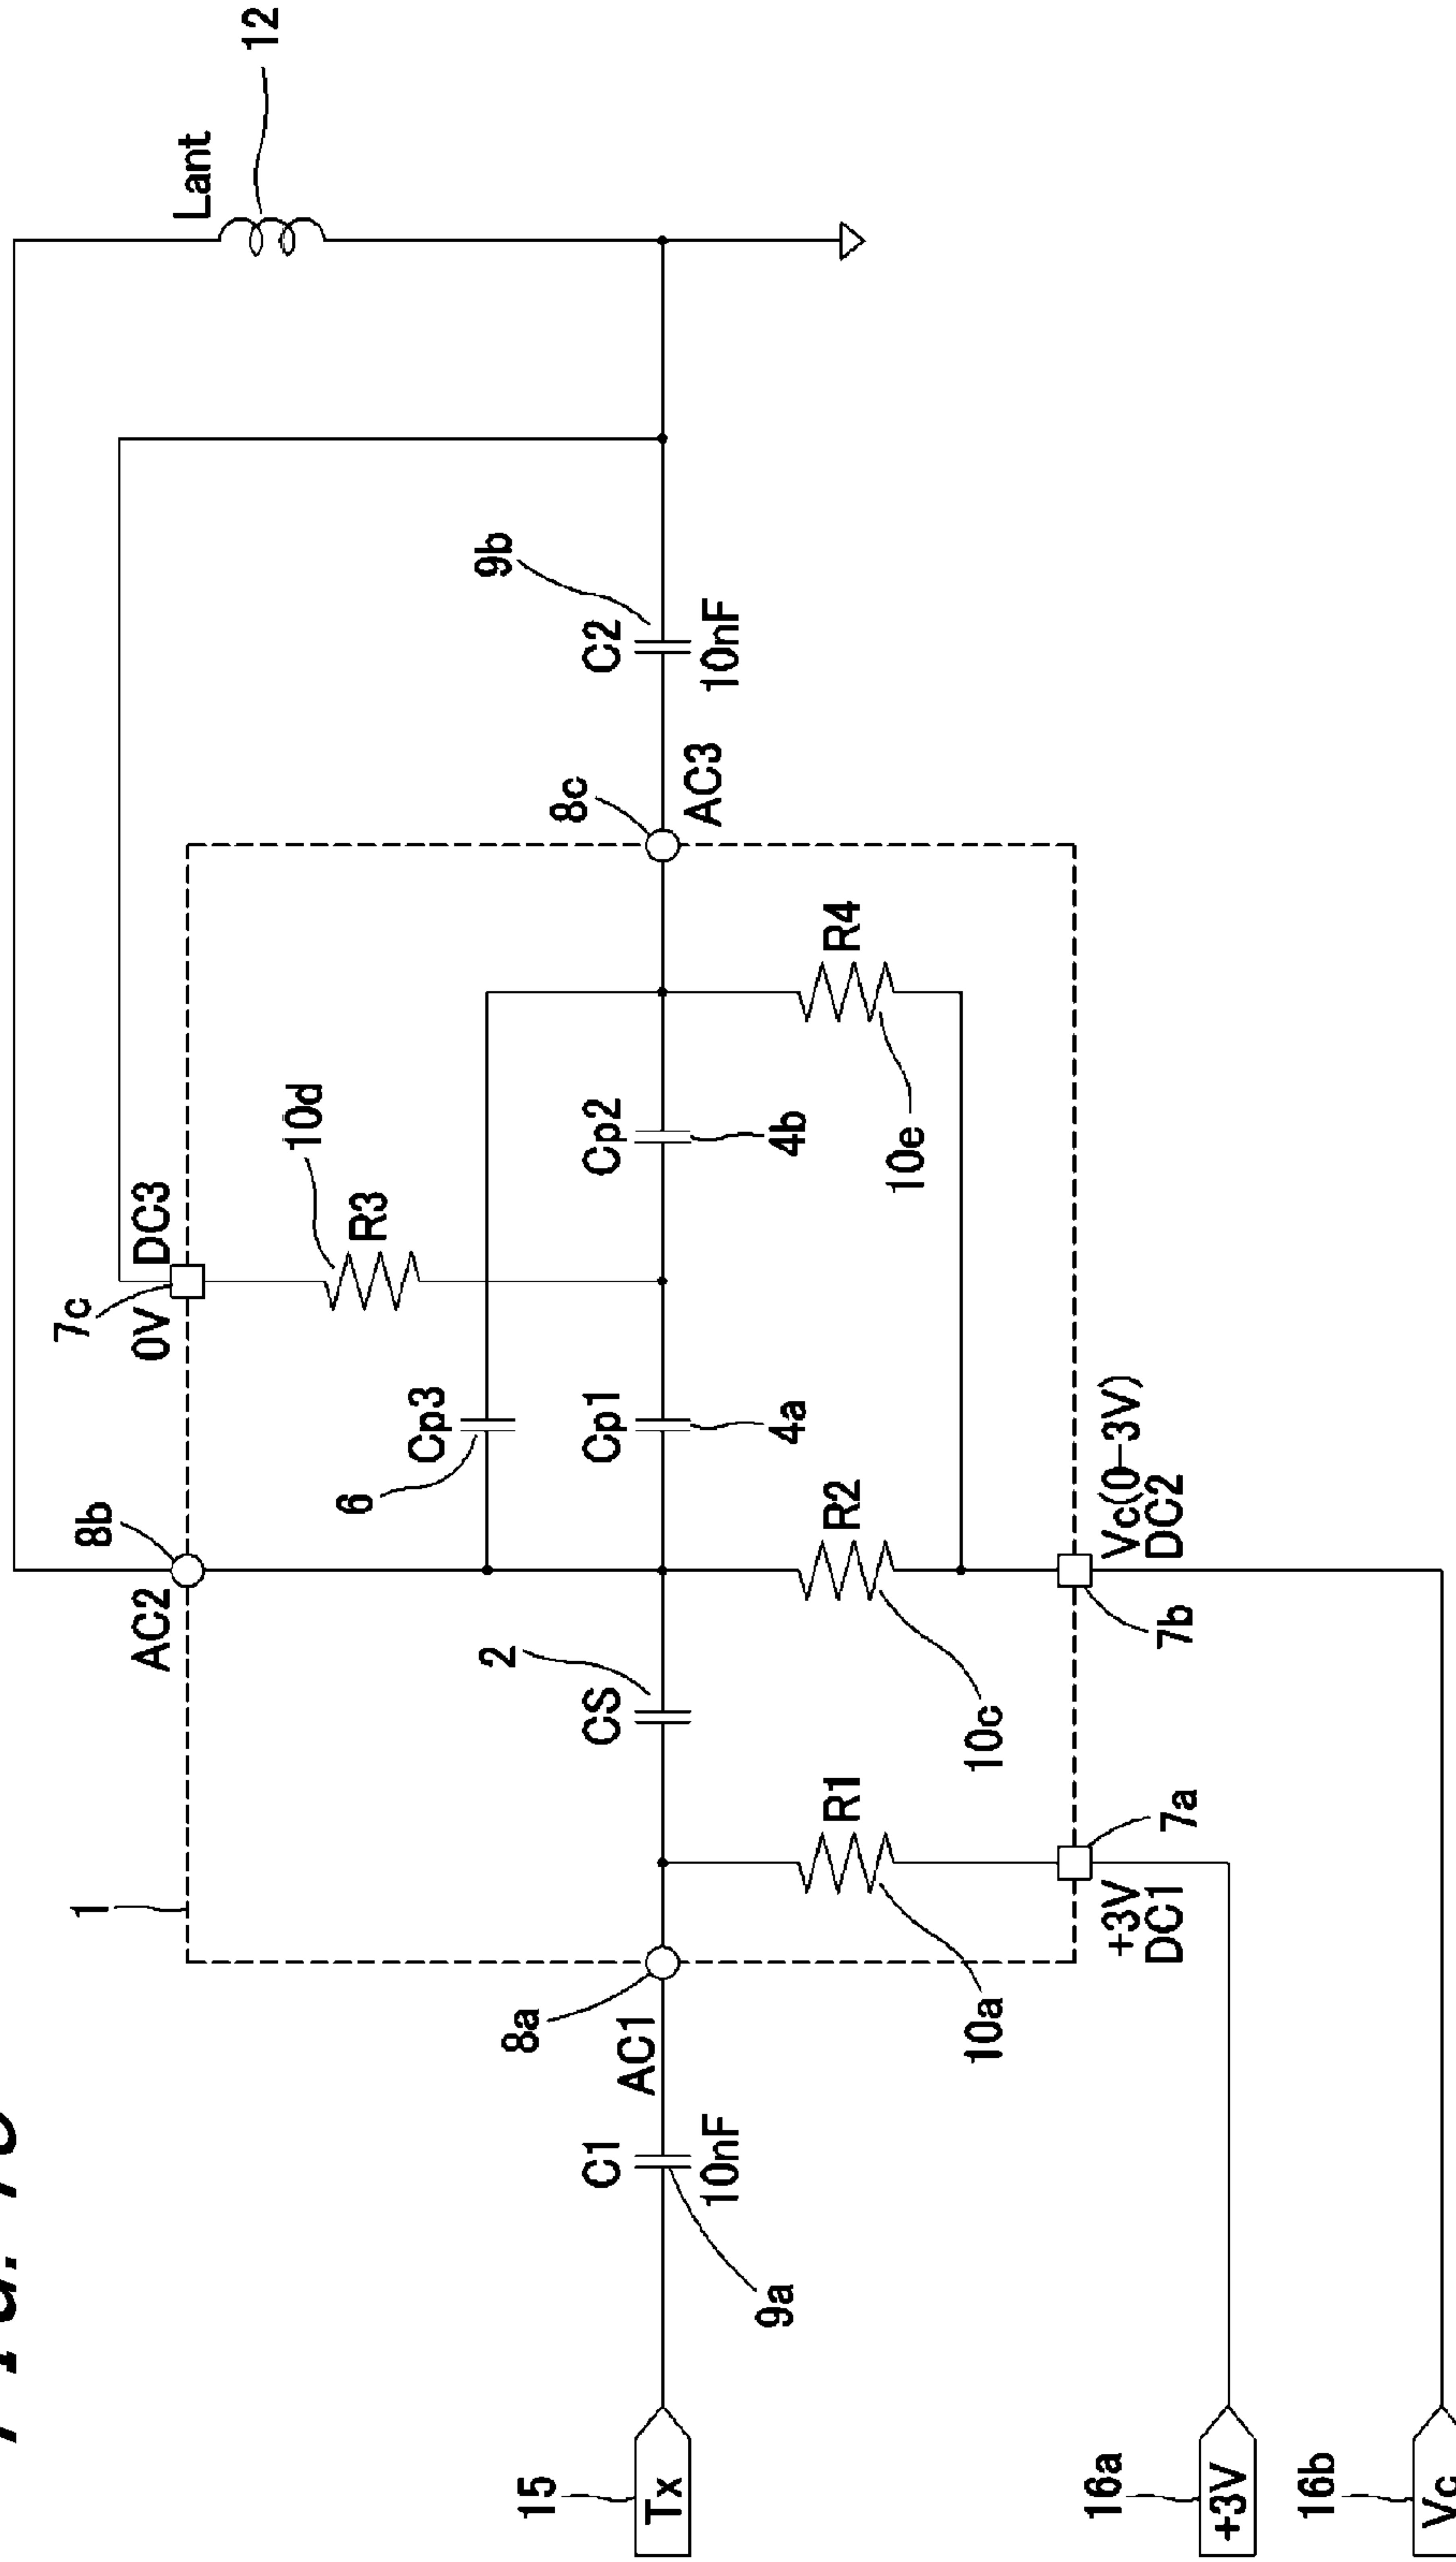 7c
1
8b
AC2
0V
DC3
Lant
12
10d
6
R3
Cp3
2
9b
8a
15
8c
C1
CS
Cp1
Cp2
C2
AC1
Tx
AC3
10nF
10nF
9a
4a
4b
R1
R2
R4
10e
10a
10c
16a
+3V
DC1
Vc(0-3V)
DC2
7a
7b
+3V
16b
Vc